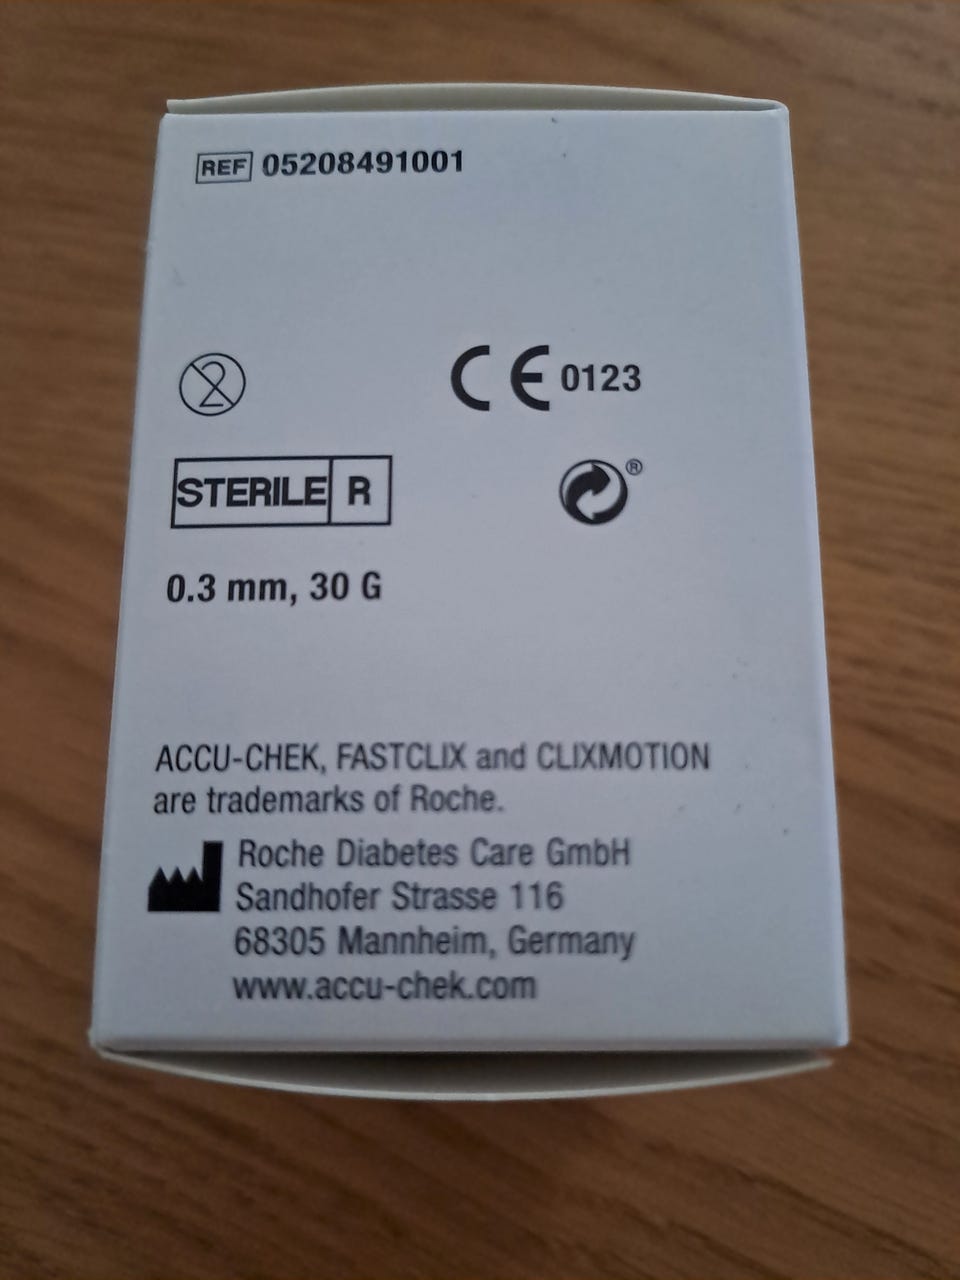 REF 05208491001
2
CE 0123
STERILE R
®
0.3 mm, 30 G
ACCU-CHEK, FASTCLIX and CLIXMOTION
are trademarks of Roche.
Roche Diabetes Care GmbH
Sandhofer Strasse 116
68305 Mannheim, Germany
www.accu-chek.com